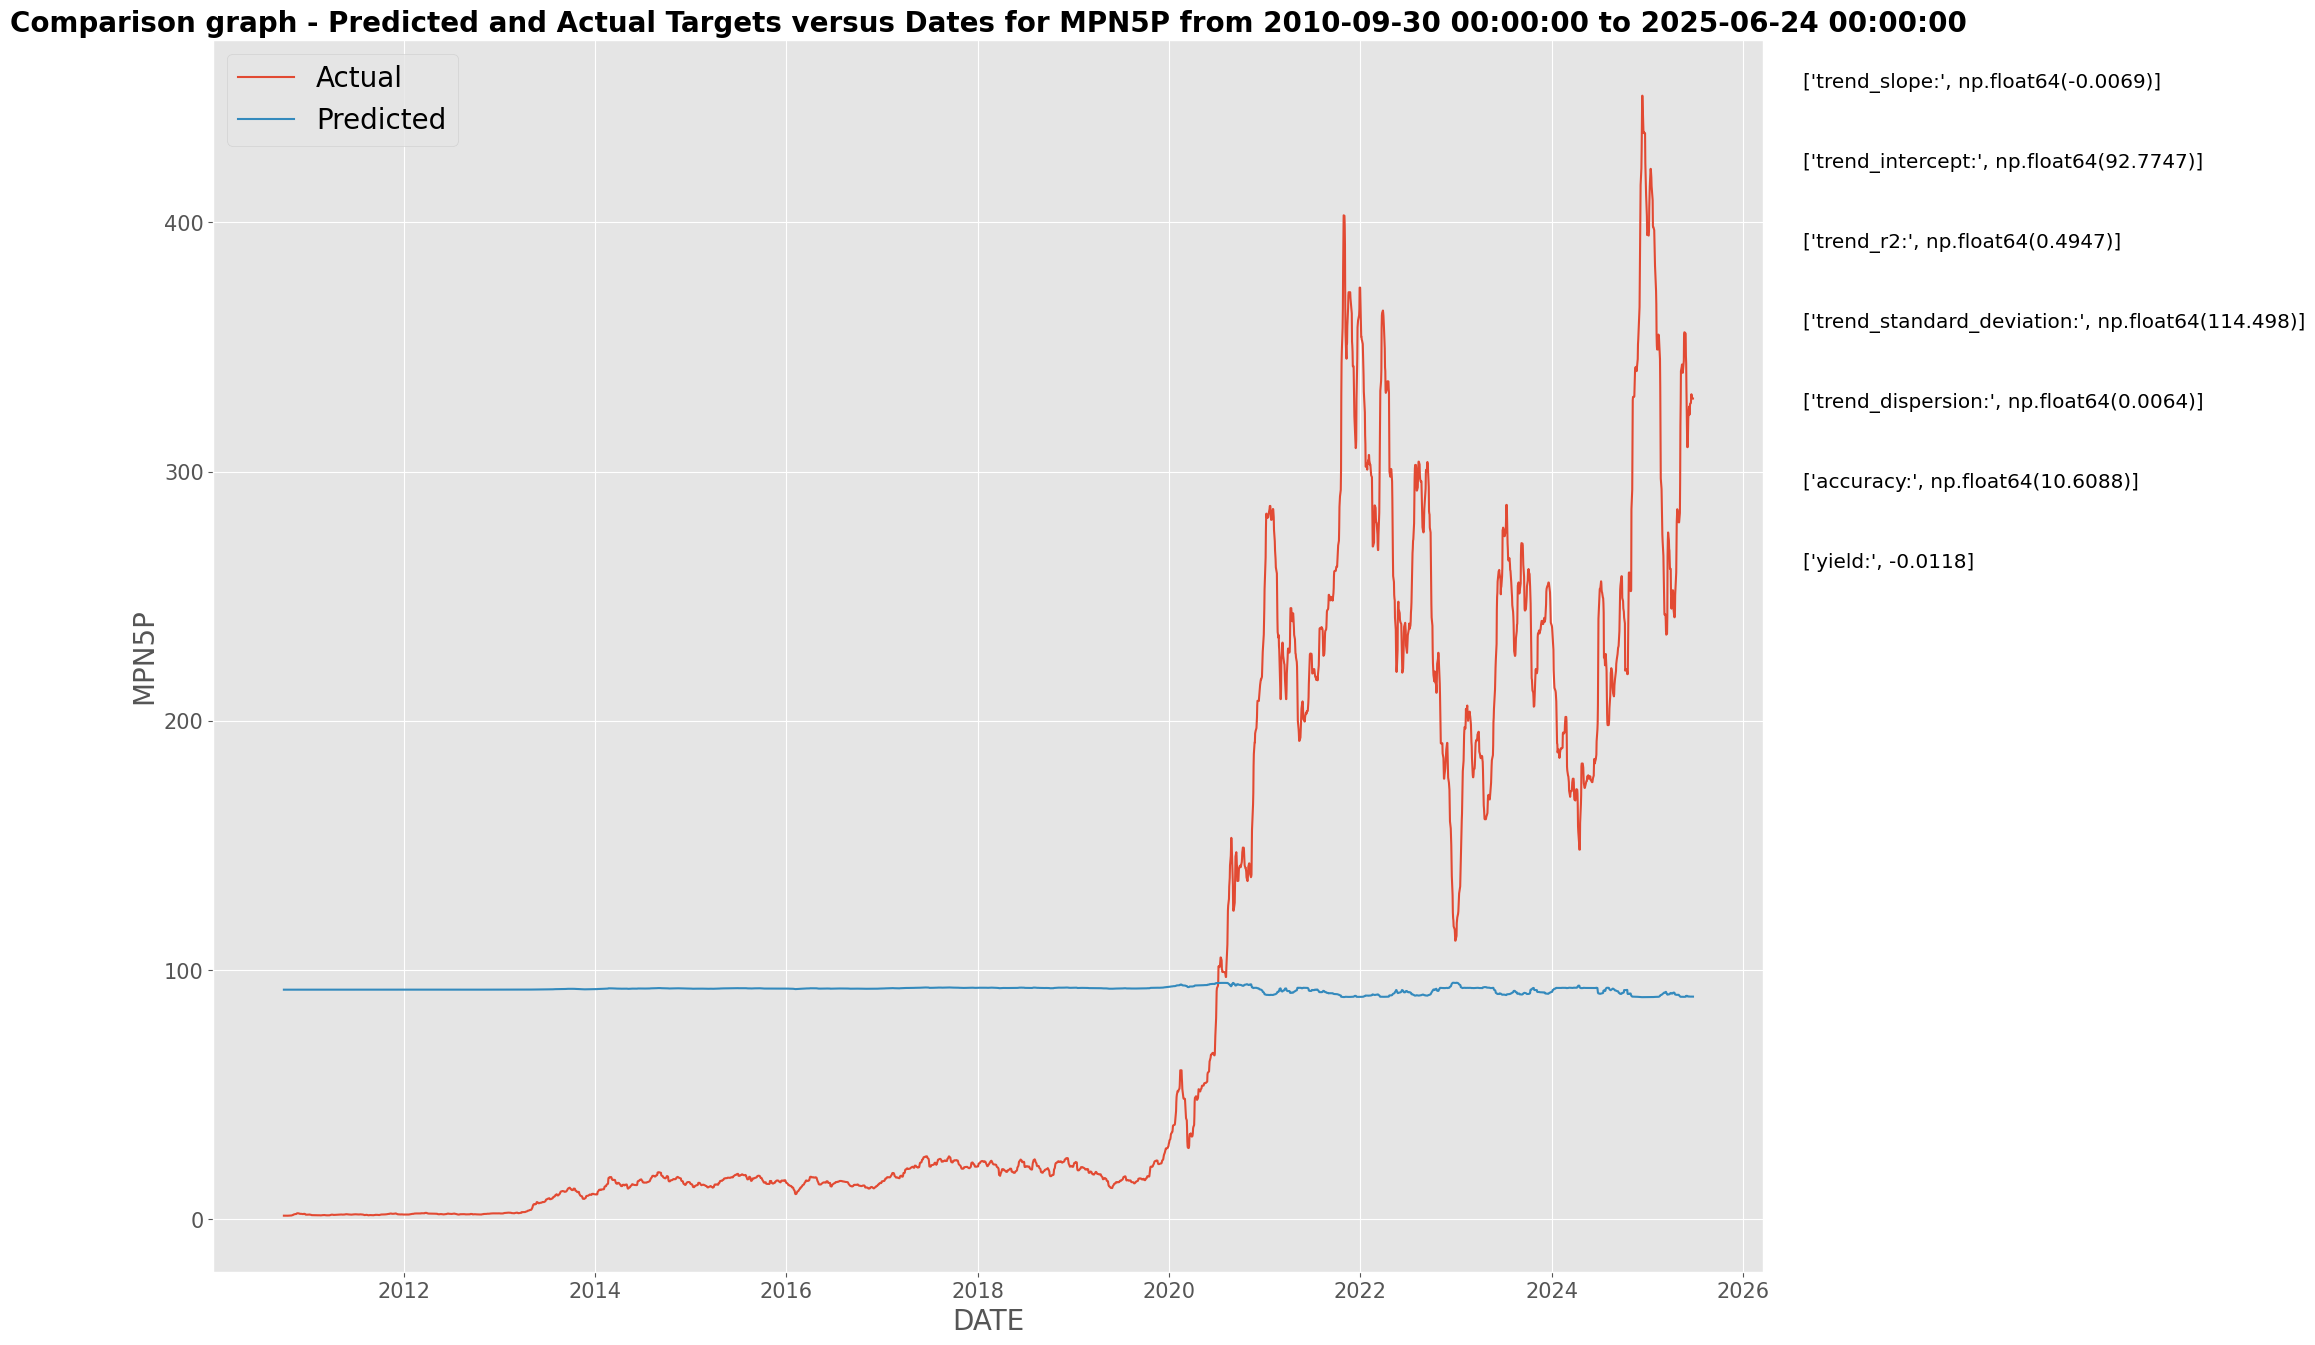 Comparison graph - Predicted and Actual Targets versus Dates for MPN5P from 2010-09-30 00:00:00 to 2025-06-24 00:00:00
Actual
Predicted
['trend_slope:', np.float64(-0.0069)]
['trend_intercept:', np.float64(92.7747)]
['trend_r2:', np.float64(0.4947)]
['trend_standard_deviation:', np.float64(114.498)]
['trend_dispersion:', np.float64(0.0064)]
['accuracy:', np.float64(10.6088)]
['yield:', -0.0118]
MPN5P
400
300
200
100
0
2012 2014 2016 2018 2020 2022 2024 2026
DATE